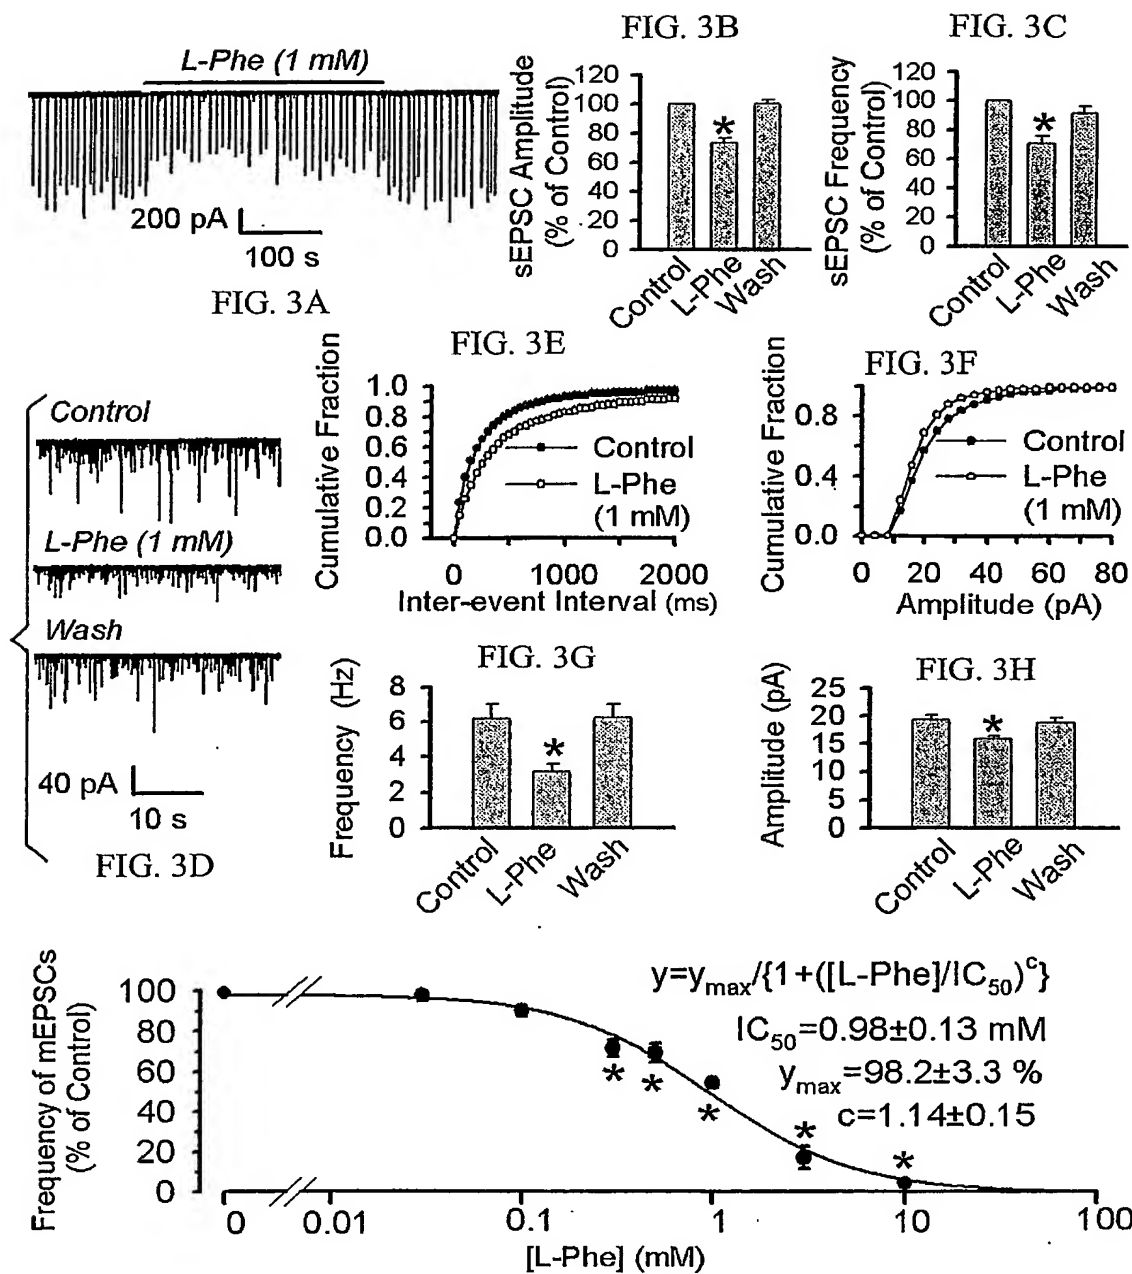 L-Phe (1 mM)
200 pA
100 s
FIG. 3A
FIG. 3B
sEPSC Amplitude
(% of Control)
120
100
80
60
40
20
0
*
Control
L-Phe
Wash
FIG. 3C
sEPSC Frequency
(% of Control)
120
100
80
60
40
20
0
*
Control
L-Phe
Wash
Control
L-Phe (1 mM)
Wash
40 pA
10 s
FIG. 3D
FIG. 3E
Cumulative Fraction
1.0
0.8
0.6
0.4
0.2
0.0
Control
L-Phe
(1 mM)
0 1000 2000
Inter-event Interval (ms)
FIG. 3F
Cumulative Fraction
0.8
0.4
0.0
Control
L-Phe
(1 mM)
0 20 40 60 80
Amplitude (pA)
FIG. 3G
Frequency (Hz)
8
6
4
2
0
*
Control
L-Phe
Wash
FIG. 3H
Amplitude (pA)
25
20
15
10
5
0
*
Control
L-Phe
Wash
Frequency of mEPSCs
(% of Control)
100
80
60
40
20
0
y=ymax/{1+([L-Phe]/IC50)^c}
IC50=0.98±0.13 mM
ymax=98.2±3.3 %
c=1.14±0.15
* * * * *
0 0.01 0.1 1 10 100
[L-Phe] (mM)